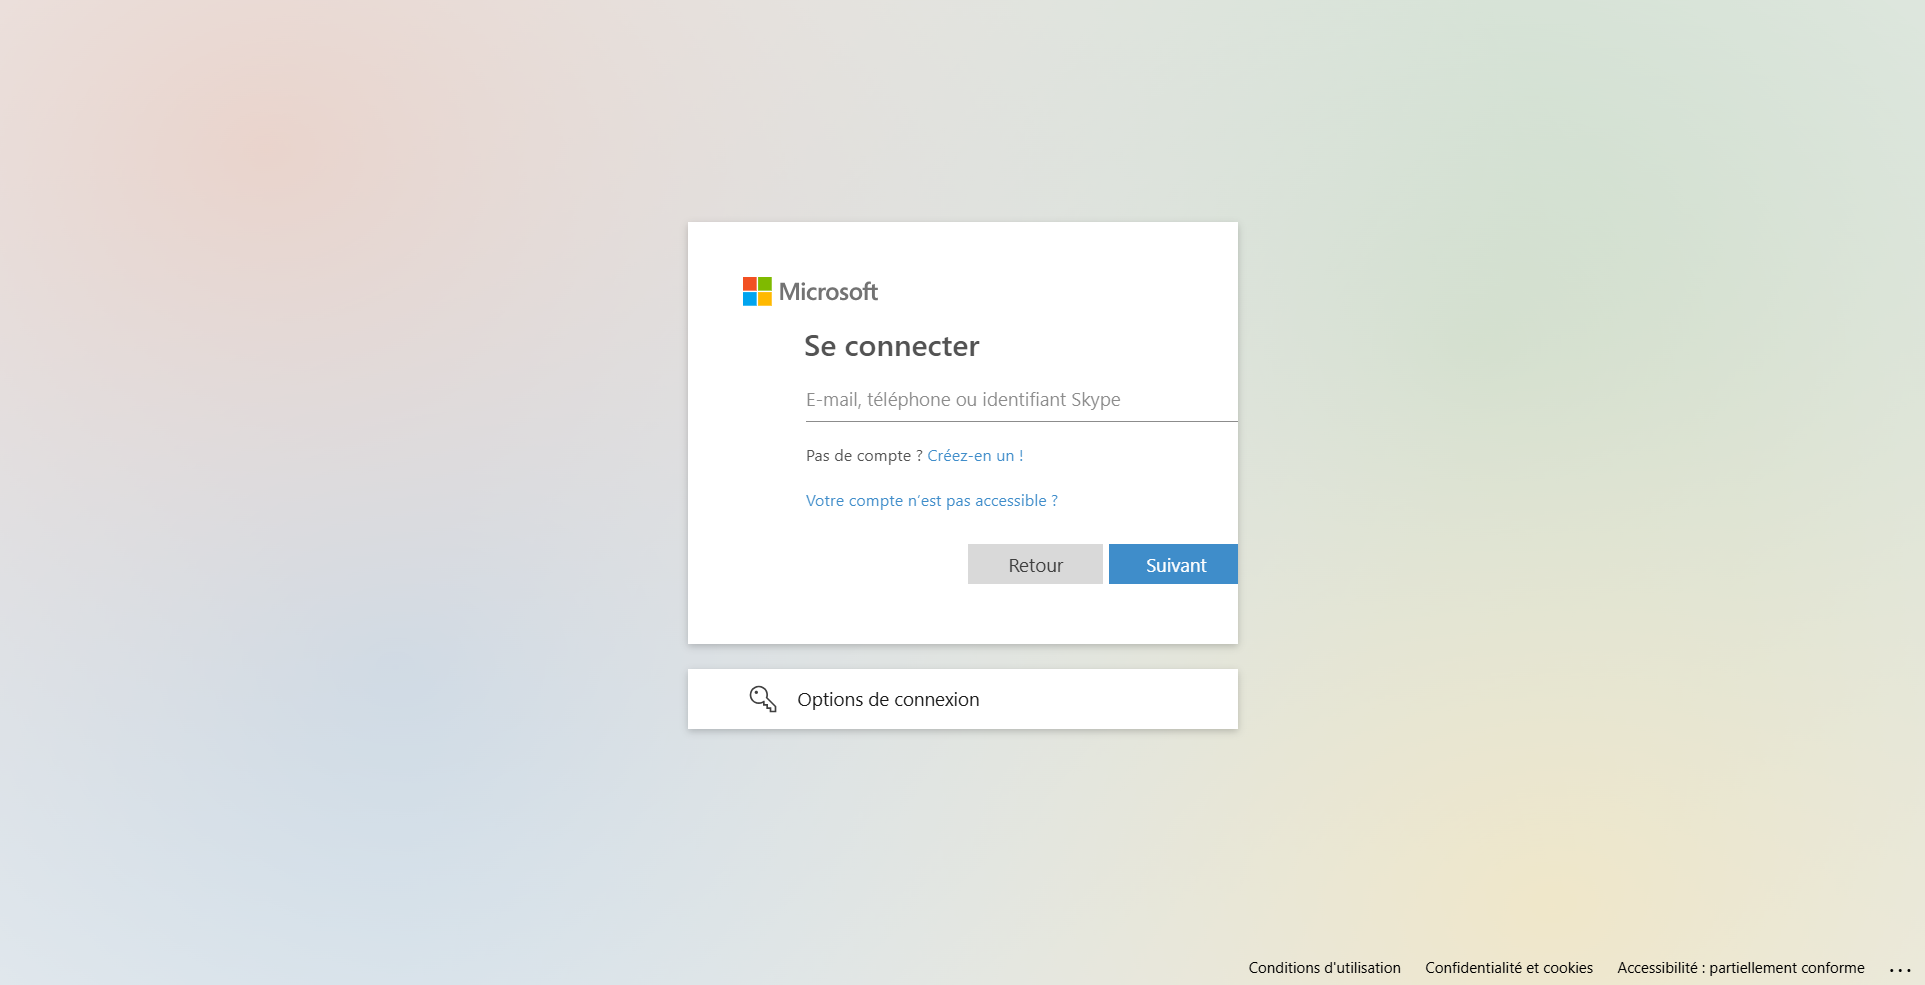 Microsoft
Se connecter
E-mail, téléphone ou identifiant Skype
Pas de compte ? Créez-en un !
Votre compte n’est pas accessible ?
Retour
Suivant
Options de connexion
Conditions d'utilisation
Confidentialité et cookies
Accessibilité : partiellement conforme
...